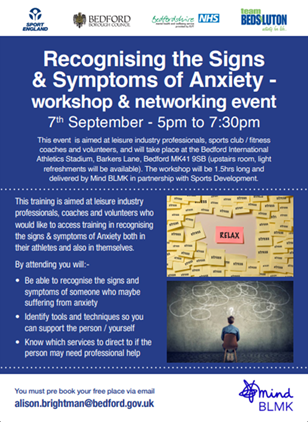 SPORT
ENGLAND
BEDFORD
BOROUGH COUNCIL
Bedfordshire
NHS
team
BEDS&LUTON
Recognising the Signs
& Symptoms of Anxiety -
workshop & networking event
7th September - 5pm to 7:30pm
This event is aimed at leisure industry professionals, sports club / fitness
coaches and volunteers, and will take place at the Bedford International
Athletics Stadium, Barkers Lane, Bedford MK41 9SB (upstairs room, light
refreshments will be available). The workshop will be 1.5hrs long and
delivered by Mind BLMK in partnership with Sports Development.
This training is aimed at leisure industry
professionals, coaches and volunteers who
would like to access training in recognising
the signs & symptoms of Anxiety both in
their athletes and also in themselves.
By attending you will:-
• Be able to recognise the signs and
symptoms of someone who maybe
suffering from anxiety
• Identify tools and techniques so you
can support the person / yourself
• Know which services to direct to if the
person may need professional help
RELAX
You must pre book your free place via email
alison.brightman@bedford.gov.uk
mind
BLMK